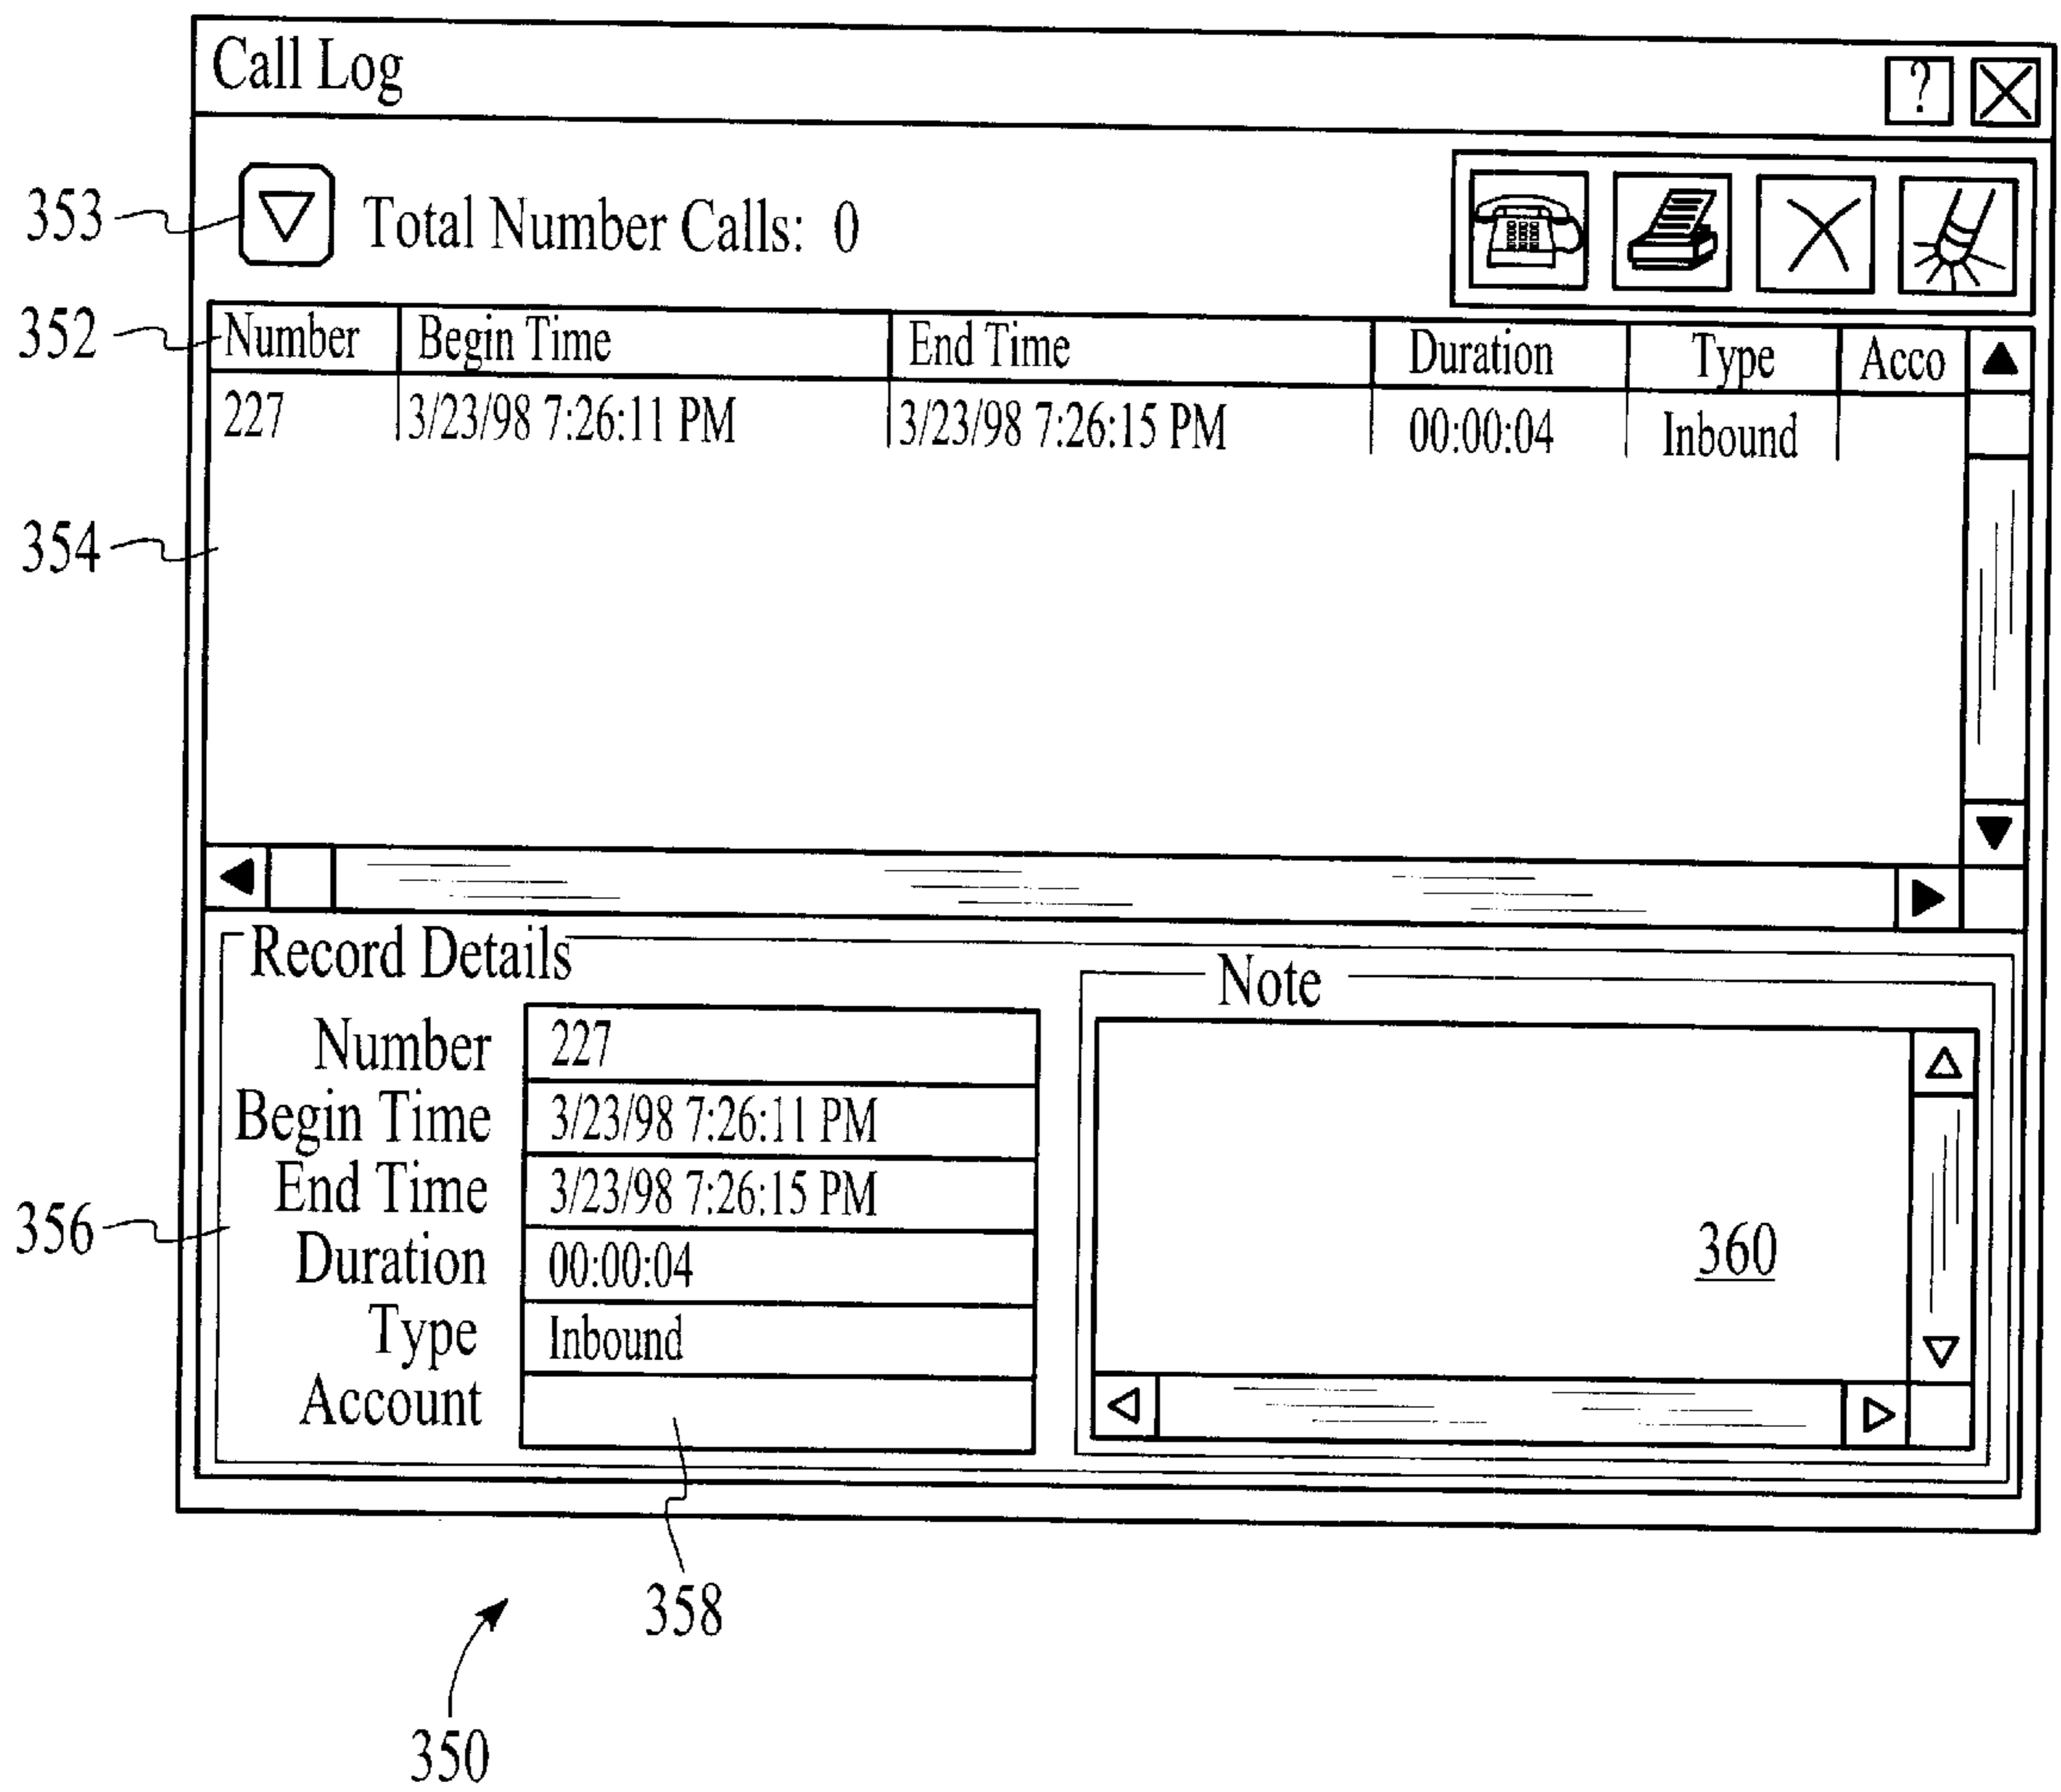 Call Log ?
353 Total Number Calls: 0
352 Number Begin Time End Time Duration Type Acco
227 3/23/98 7:26:11 PM 3/23/98 7:26:15 PM 00:00:04 Inbound
354
Record Details
Note
Number 227
Begin Time 3/23/98 7:26:11 PM
End Time 3/23/98 7:26:15 PM
356
360
Duration 00:00:04
Type Inbound
Account
358
350